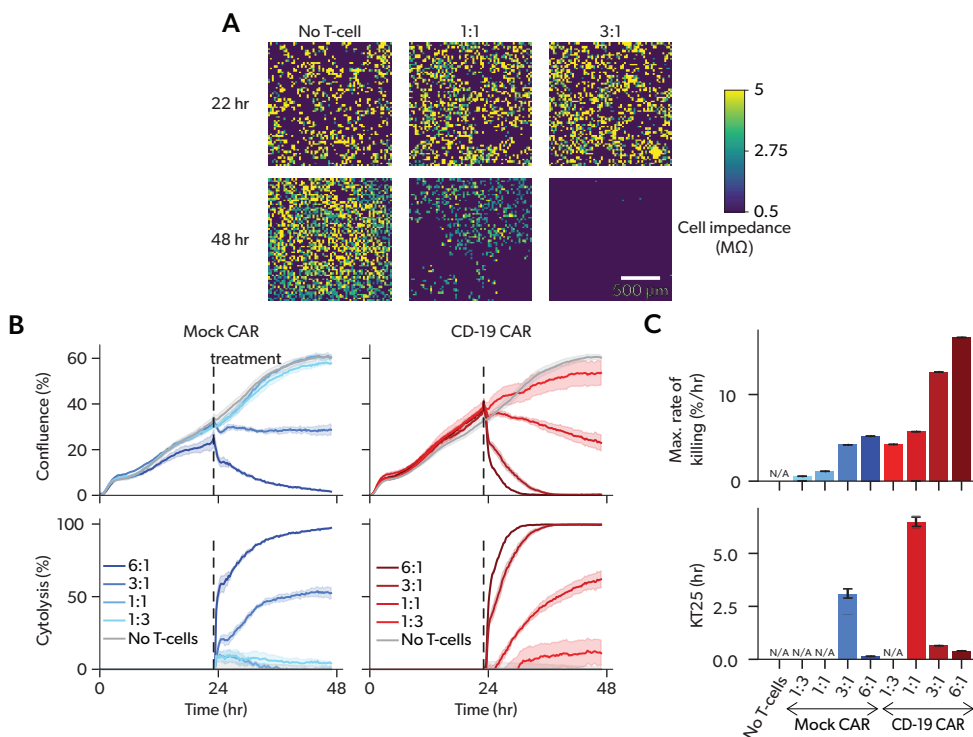 A
No T-cell 1:1 3:1
22 hr
48 hr
5
2.75
0.5
Cell impedance
(MΩ)
500 µm
B
Mock CAR CD-19 CAR
treatment
Confluence (%)
60
40
20
0
Cytolysis (%)
100
50
0
6:1
3:1
1:1
1:3
No T-cells
6:1
3:1
1:1
1:3
No T-cells
0 24 48
24 48
Time (hr) Time (hr)
C
Max. rate of
killing (%/hr)
10
0
N/A
KT25 (hr)
5.0
2.5
0.0
N/A N/A N/A N/A
No T-cells 1:3 1:1 3:1 6:1 1:3 1:1 3:1 6:1
Mock CAR CD-19 CAR